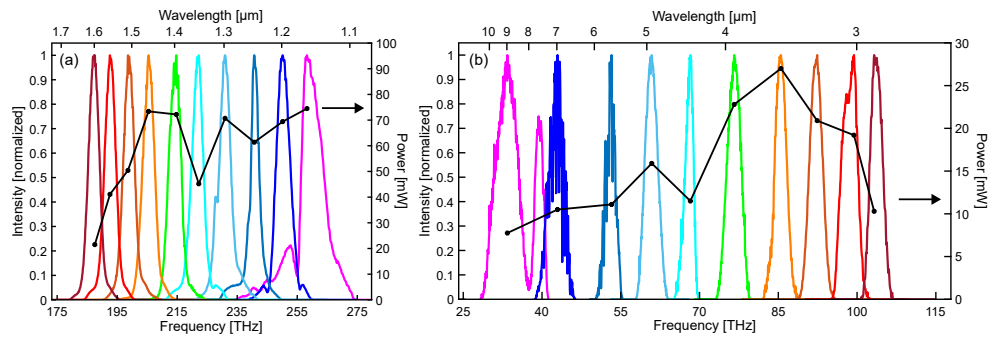 Wavelength [μm]
1.7 1.6 1.5 1.4 1.3 1.2 1.1
(a)
Intensity [normalized]
1
0.9
0.8
0.7
0.6
0.5
0.4
0.3
0.2
0.1
0
100
90
80
70
60
50
40
30
20
10
0
Power [mW]
175 195 215 235 255 275
Frequency [THz]
Wavelength [μm]
10 9 8 7 6 5 4 3
(b)
Intensity [normalized]
1
0.9
0.8
0.7
0.6
0.5
0.4
0.3
0.2
0.1
0
30
25
20
15
10
5
0
Power [mW]
25 40 55 70 85 100 115
Frequency [THz]